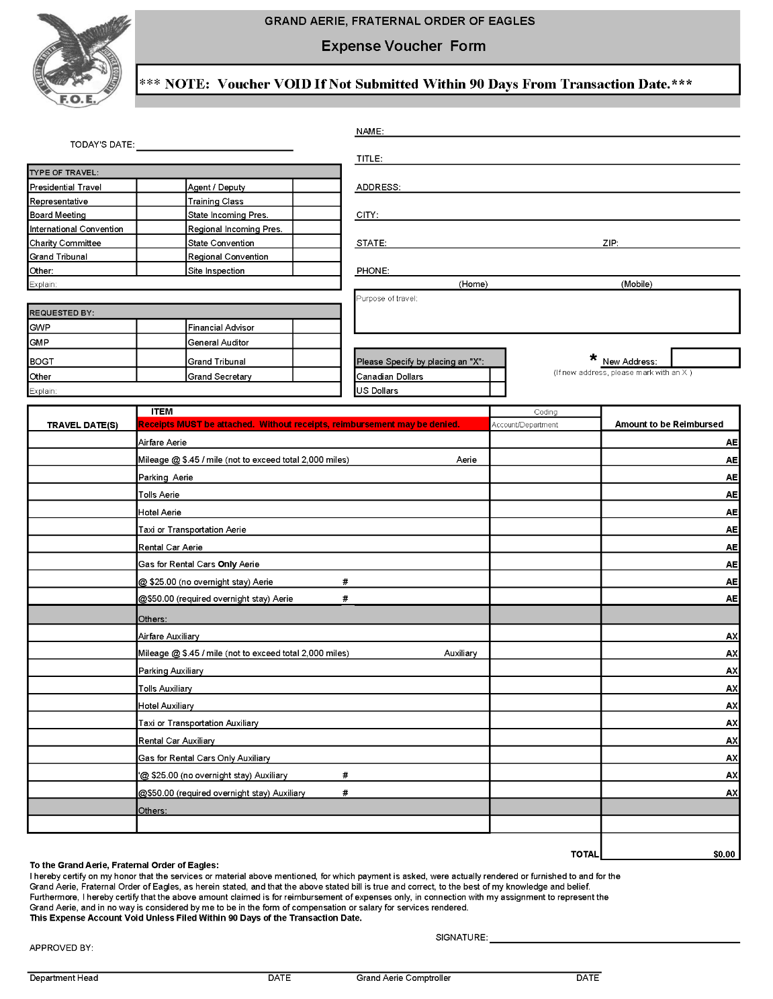 GRAND AERIE, FRATERNAL ORDER OF EAGLES
Expense Voucher Form
*** NOTE: Voucher VOID If Not Submitted Within 90 Days From Transaction Date.***
LIBERTY TRUTH JUSTICE EQUALITY
F.O.E.
NAME:
TODAY'S DATE:
TITLE:
TYPE OF TRAVEL:
Presidential Travel Agent / Deputy ADDRESS:
Representative Training Class
Board Meeting State Incoming Pres. CITY:
International Convention Regional Incoming Pres.
Charity Committee State Convention STATE: ZIP:
Grand Tribunal Regional Convention
Other: Site Inspection PHONE:
Explain: (Home) (Mobile)
Purpose of travel:
REQUESTED BY:
GWP Financial Advisor
GMP General Auditor
BOGT Grand Tribunal Please Specify by placing an "X": * New Address:
(If new address, please mark with an X )
Other Grand Secretary Canadian Dollars
Explain: US Dollars
ITEM Coding
TRAVEL DATE(S) Receipts MUST be attached. Without receipts, reimbursement may be denied. Account/Department Amount to be Reimbursed
Airfare Aerie AE
Mileage @ $.45 / mile (not to exceed total 2,000 miles) Aerie AE
Parking Aerie AE
Tolls Aerie AE
Hotel Aerie AE
Taxi or Transportation Aerie AE
Rental Car Aerie AE
Gas for Rental Cars Only Aerie AE
@ $25.00 (no overnight stay) Aerie # AE
@$50.00 (required overnight stay) Aerie # AE
Others:
Airfare Auxiliary AX
Mileage @ $.45 / mile (not to exceed total 2,000 miles) Auxiliary AX
Parking Auxiliary AX
Tolls Auxiliary AX
Hotel Auxiliary AX
Taxi or Transportation Auxiliary AX
Rental Car Auxiliary AX
Gas for Rental Cars Only Auxiliary AX
'@ $25.00 (no overnight stay) Auxiliary # AX
@$50.00 (required overnight stay) Auxiliary # AX
Others:
TOTAL $0.00
To the Grand Aerie, Fraternal Order of Eagles:
I hereby certify on my honor that the services or material above mentioned, for which payment is asked, were actually rendered or furnished to and for the
Grand Aerie, Fraternal Order of Eagles, as herein stated, and that the above stated bill is true and correct, to the best of my knowledge and belief.
Furthermore, I hereby certify that the above amount claimed is for reimbursement of expenses only, in connection with my assignment to represent the
Grand Aerie, and in no way is considered by me to be in the form of compensation or salary for services rendered.
This Expense Account Void Unless Filed Within 90 Days of the Transaction Date.
SIGNATURE:
APPROVED BY:
Department Head DATE Grand Aerie Comptroller DATE